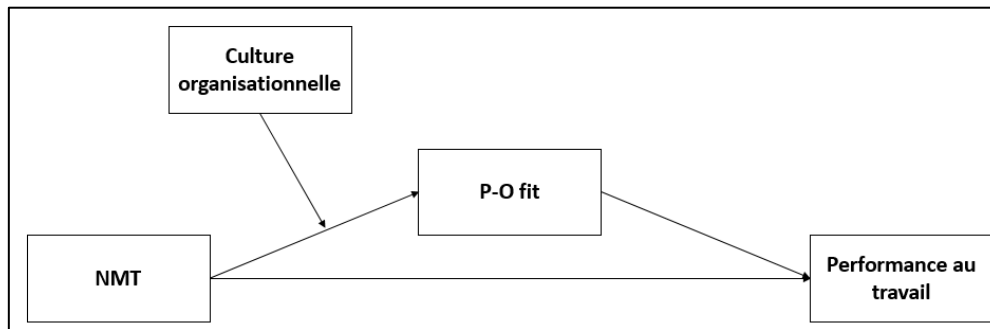 Culture
organisationnelle
P-O fit
NMT
Performance au
travail